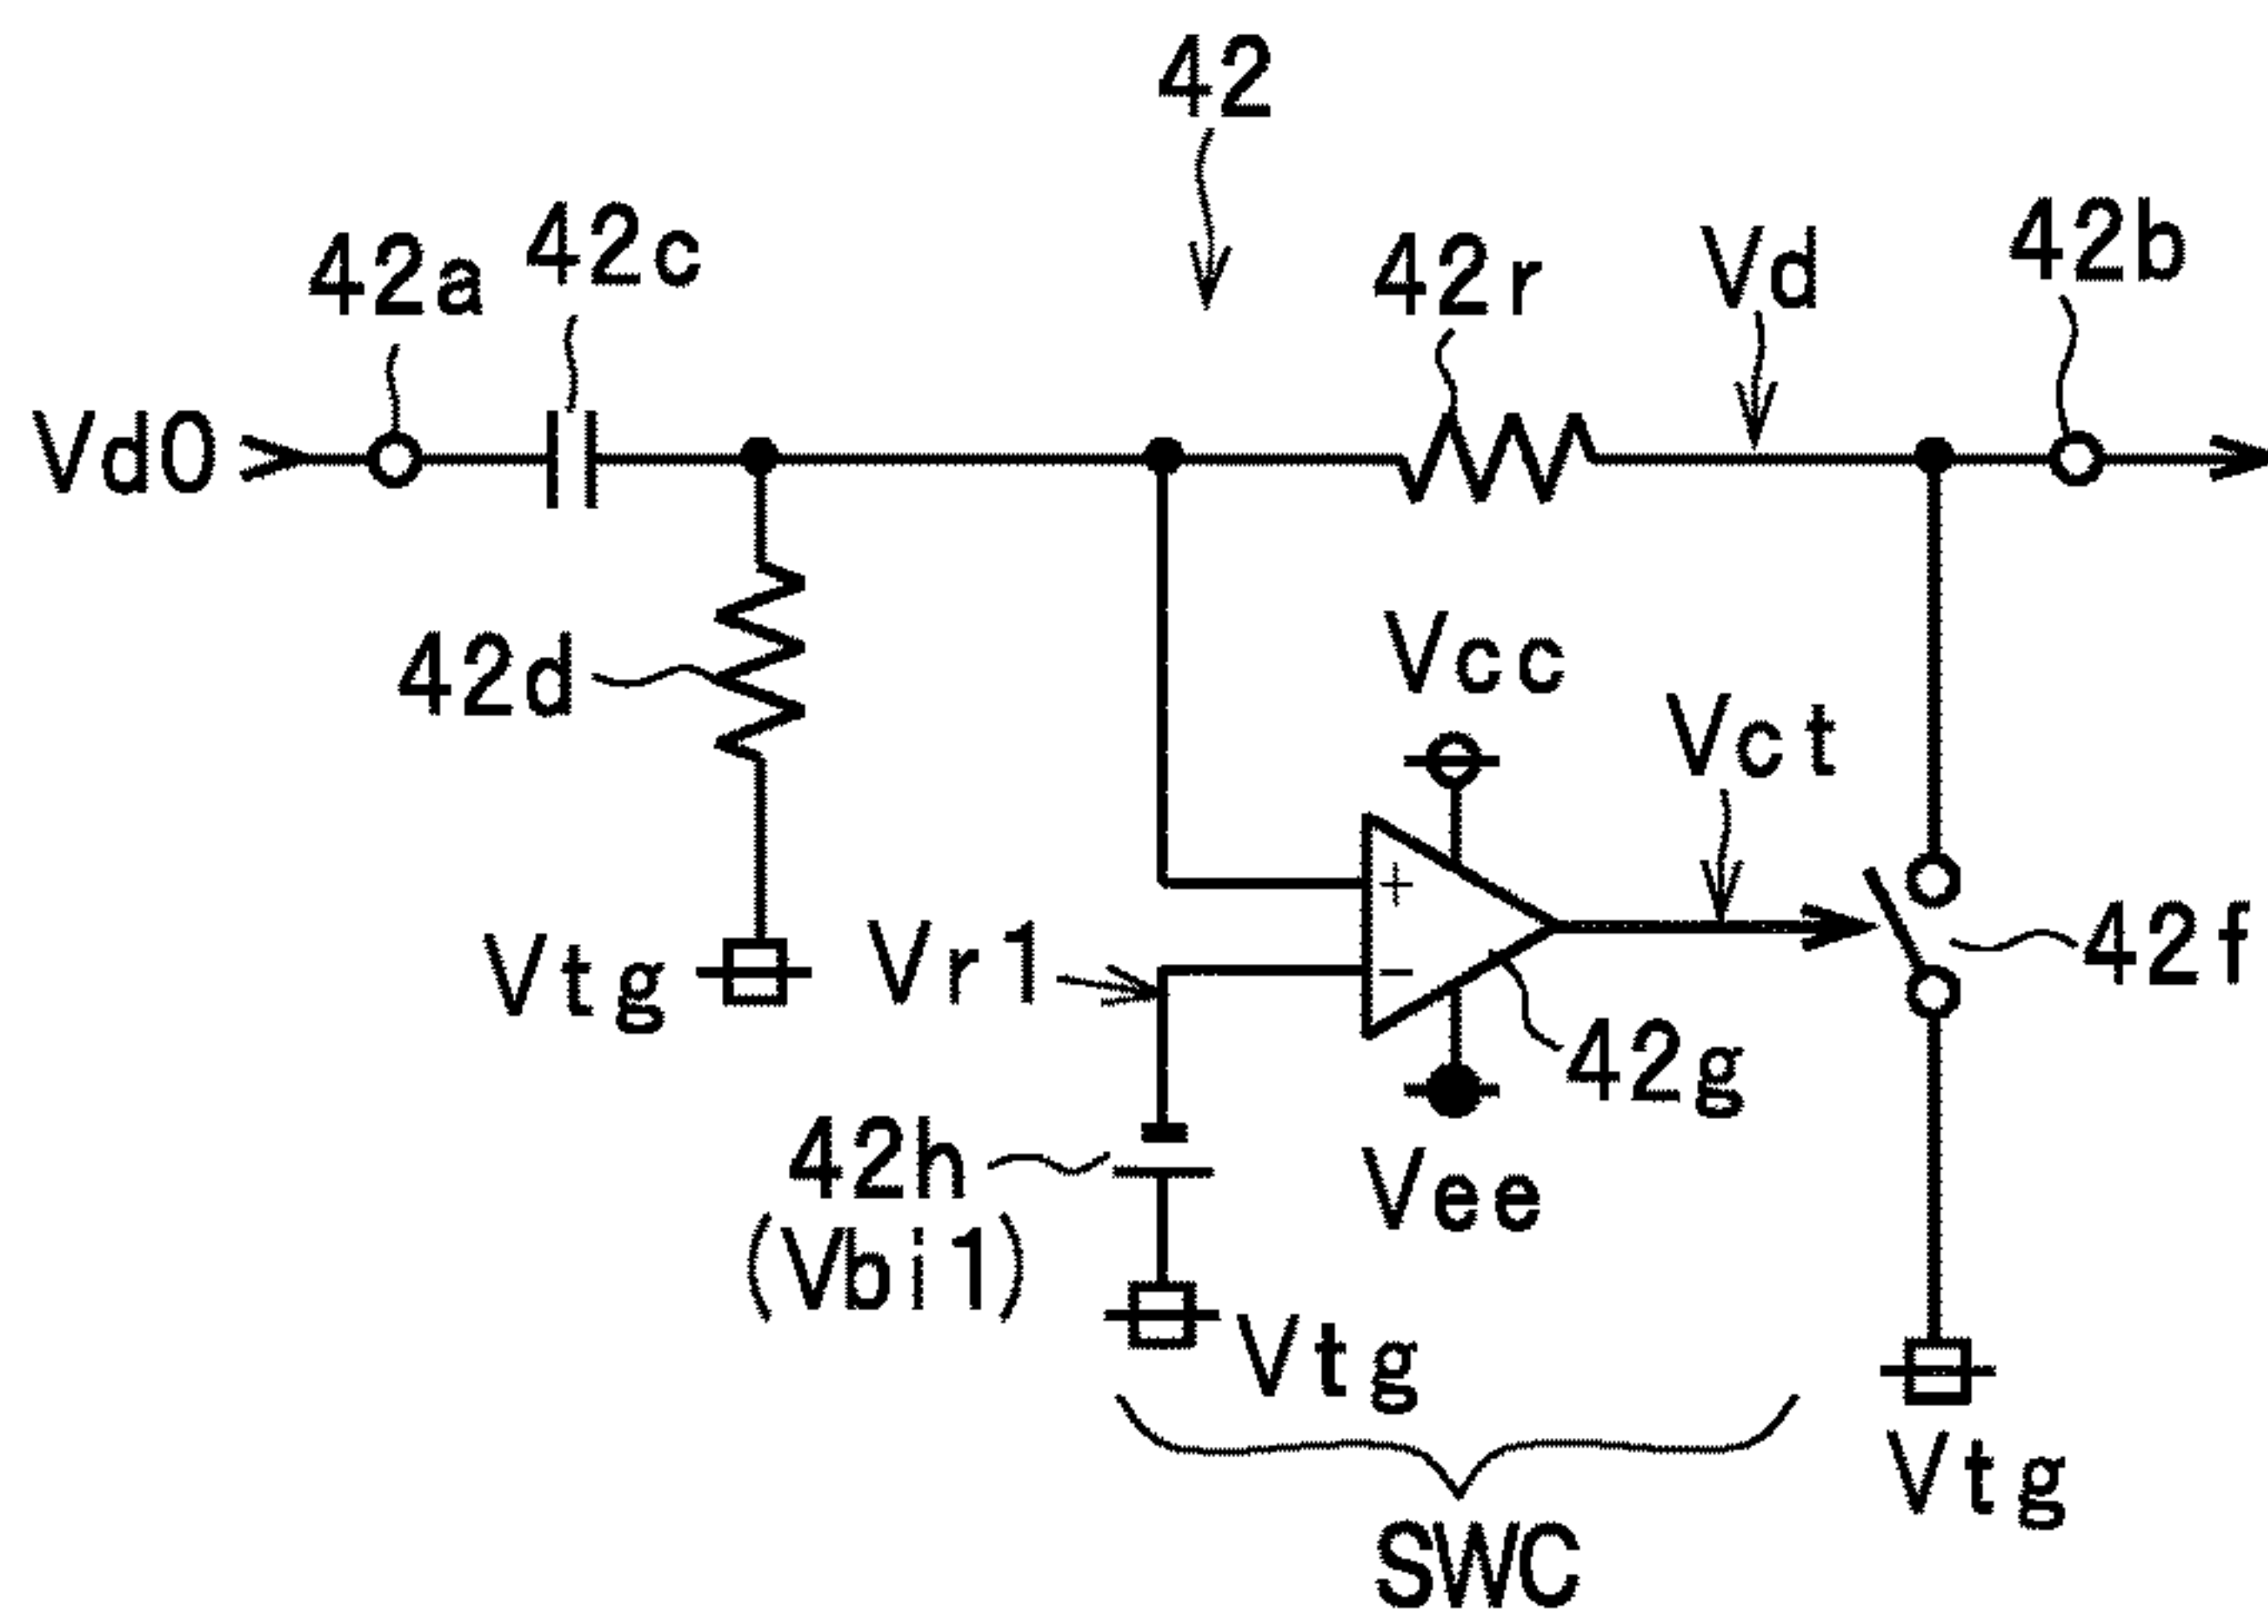 42
42a
42c
42r
Vd
42b
Vd0
42d
Vcc
Vct
+
Vtg
Vr1
−
42f
42g
42h
(Vbi1)
Vee
Vtg
Vtg
SWC